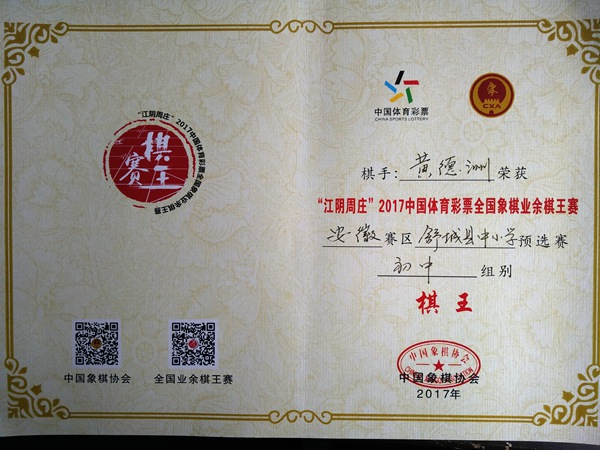 “江阴周庄”2017中国体育彩票全国象棋业余棋王赛
棋王赛
中国象棋协会
全国业余棋王赛
中国体育彩票
CHINA SPORTS LOTTERY
象
CXA
棋手：黄德洲荣获
“江阴周庄”2017中国体育彩票全国象棋业余棋王赛
安徽赛区舒城县中小学预选赛
初中组别
棋王
中国象棋协会
中国象棋协会
2017年